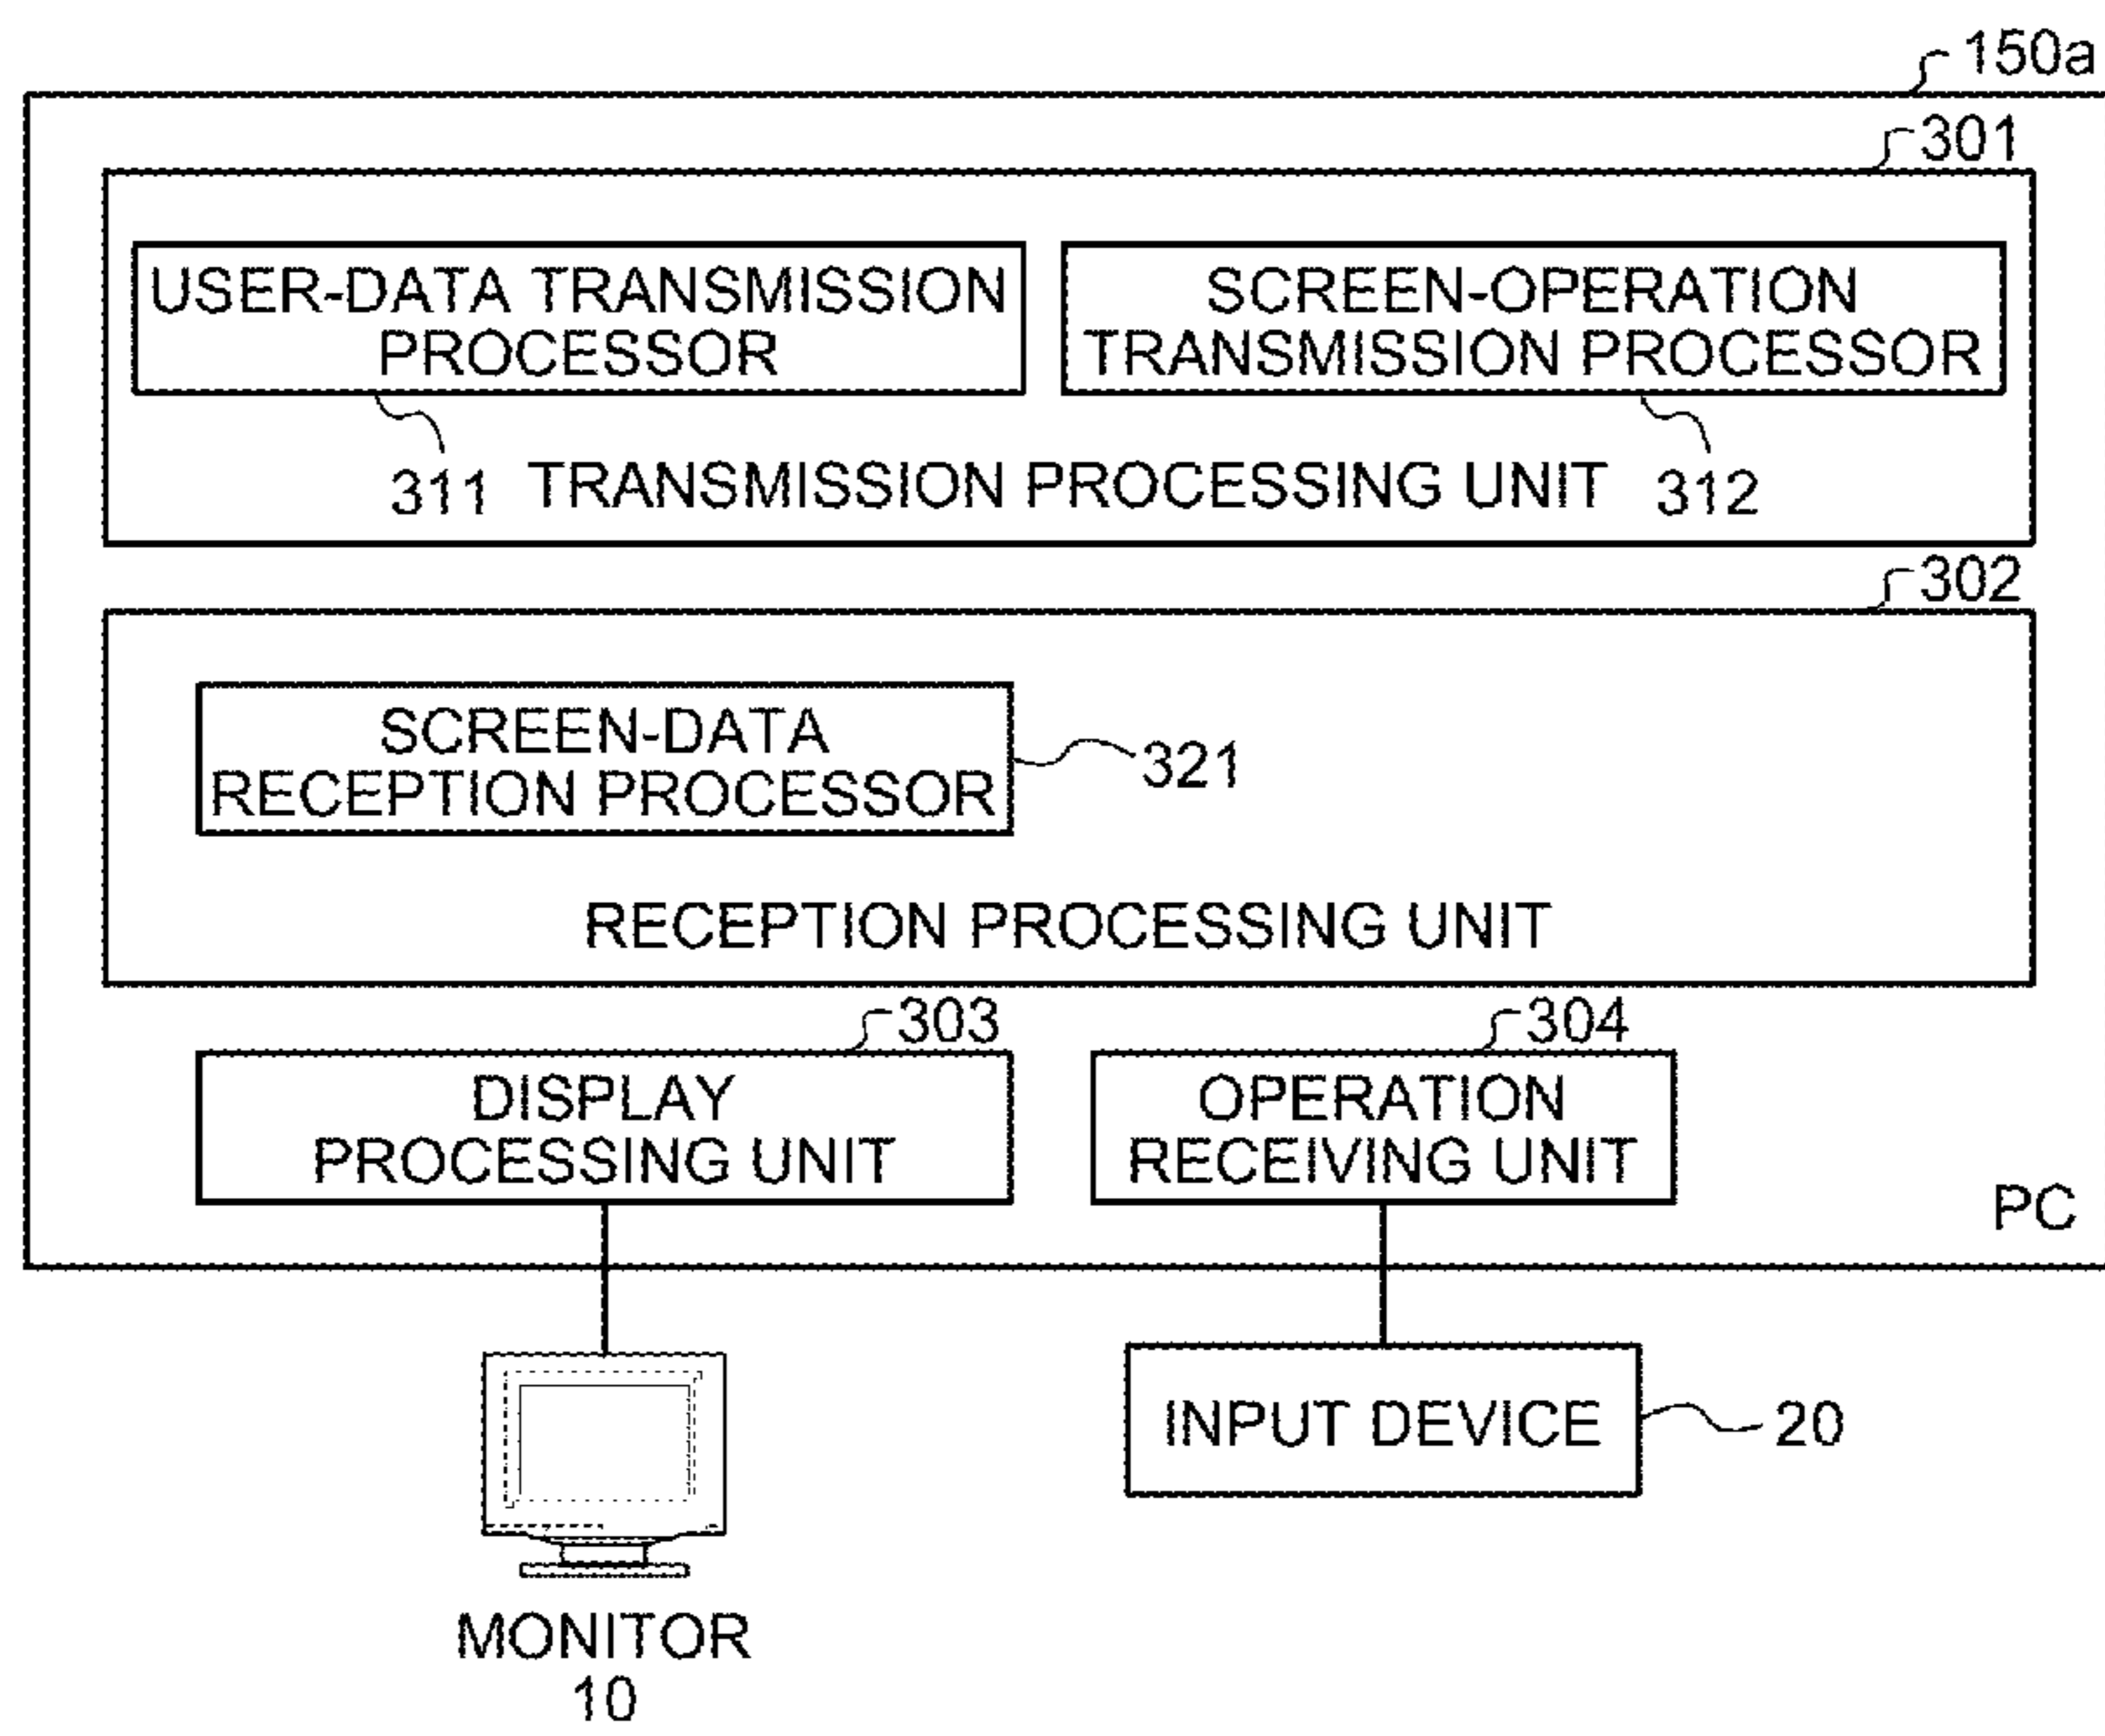 150a
301
USER-DATA TRANSMISSION
PROCESSOR
SCREEN-OPERATION
TRANSMISSION PROCESSOR
311
TRANSMISSION PROCESSING UNIT
312
302
SCREEN-DATA
RECEPTION PROCESSOR
321
RECEPTION PROCESSING UNIT
303
304
DISPLAY
PROCESSING UNIT
OPERATION
RECEIVING UNIT
PC
INPUT DEVICE
20
MONITOR
10